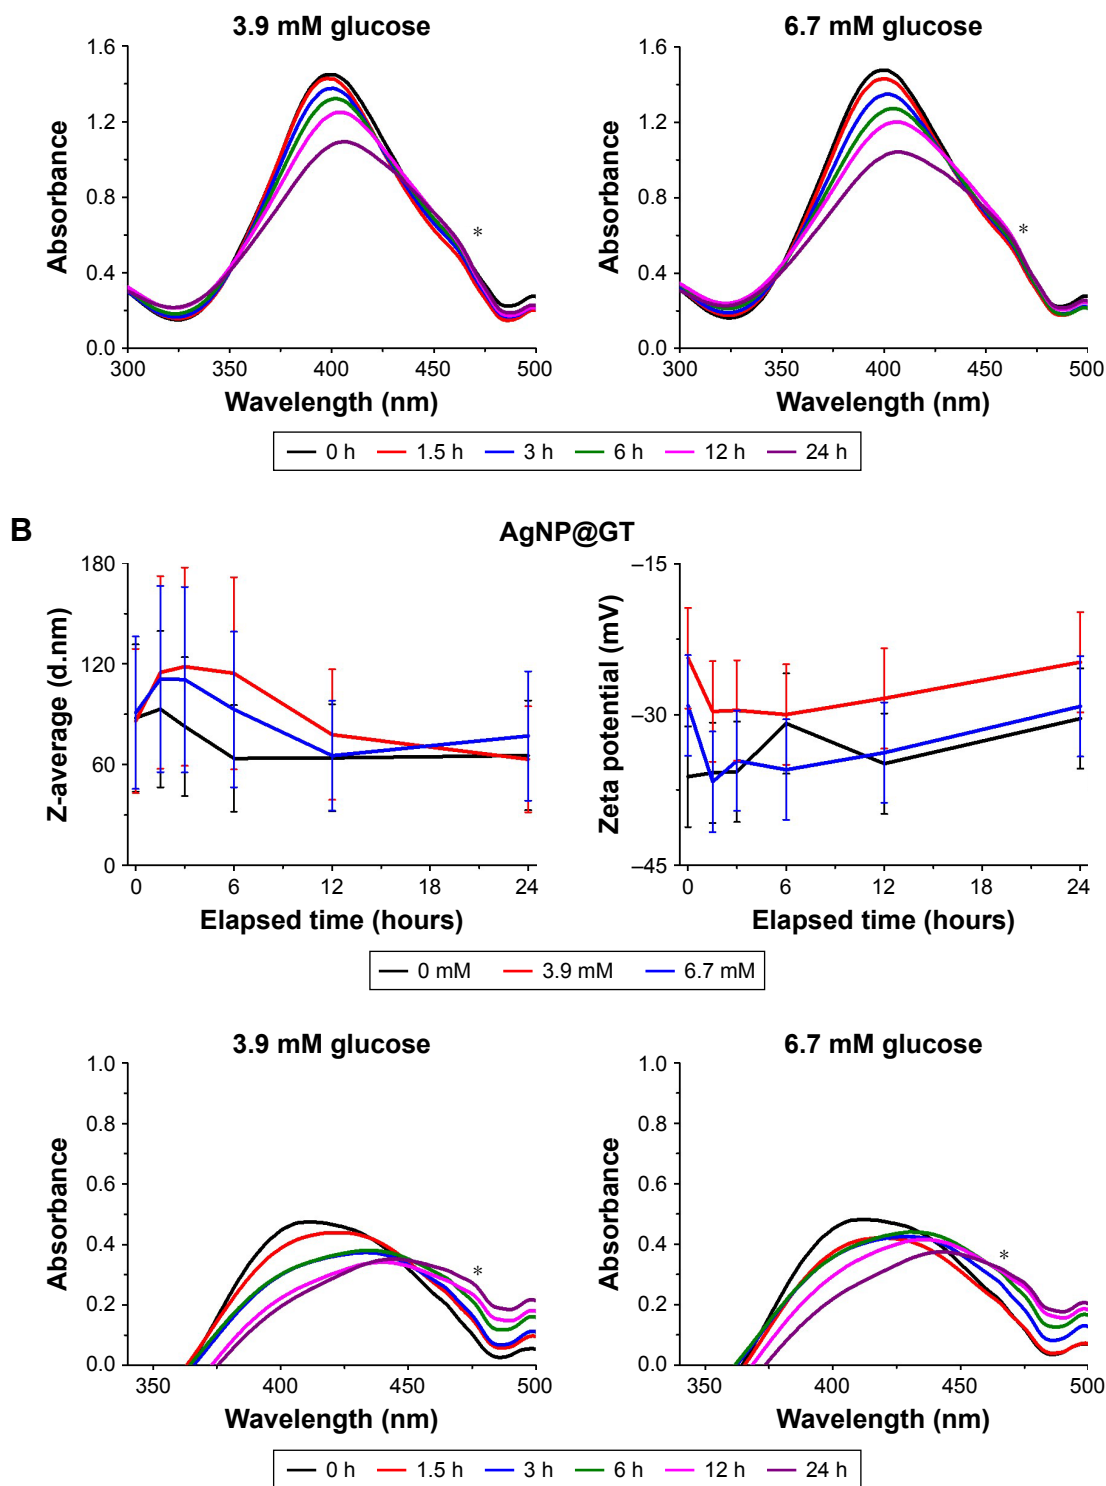 3.9 mM glucose
6.7 mM glucose
Absorbance
1.6
1.2
0.8
0.4
0.0
*
300 350 400 450 500
Wavelength (nm)
Absorbance
1.6
1.2
0.8
0.4
0.0
*
300 350 400 450 500
Wavelength (nm)
0 h 1.5 h 3 h 6 h 12 h 24 h
B
AgNP@GT
Z-average (d.nm)
180
120
60
0
0 6 12 18 24
Elapsed time (hours)
Zeta potential (mV)
–15
–30
–45
0 6 12 18 24
Elapsed time (hours)
0 mM 3.9 mM 6.7 mM
3.9 mM glucose
6.7 mM glucose
Absorbance
1.0
0.8
0.6
0.4
0.2
0.0
*
350 400 450 500
Wavelength (nm)
Absorbance
1.0
0.8
0.6
0.4
0.2
0.0
*
350 400 450 500
Wavelength (nm)
0 h 1.5 h 3 h 6 h 12 h 24 h